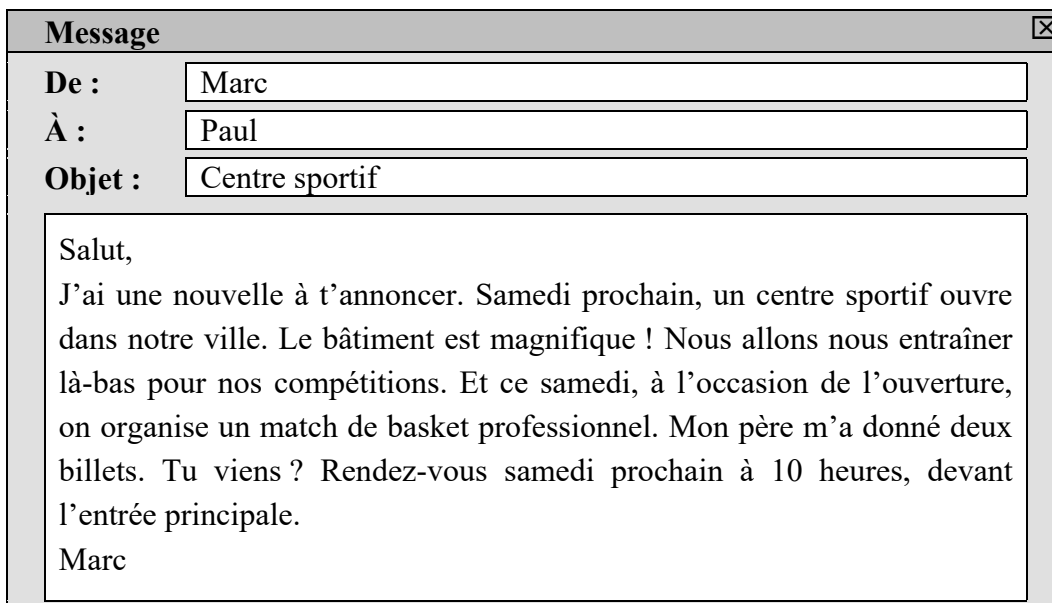 Message
De : Marc
À : Paul
Objet : Centre sportif
Salut,
J’ai une nouvelle à t’annoncer. Samedi prochain, un centre sportif ouvre
dans notre ville. Le bâtiment est magnifique ! Nous allons nous entraîner
là-bas pour nos compétitions. Et ce samedi, à l’occasion de l’ouverture,
on organise un match de basket professionnel. Mon père m’a donné deux
billets. Tu viens ? Rendez-vous samedi prochain à 10 heures, devant
l’entrée principale.
Marc